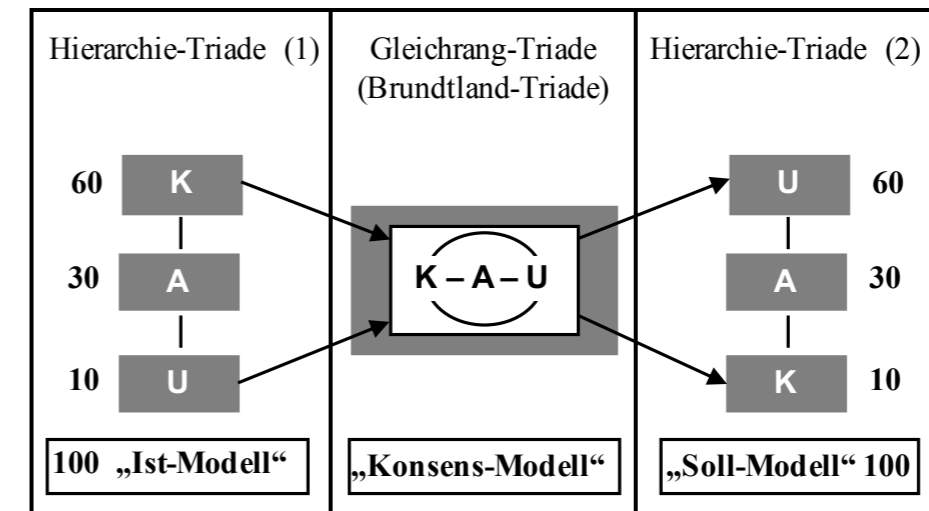 Hierarchie-Triade (1)
Gleichrang-Triade
(Brundtland-Triade)
Hierarchie-Triade (2)
60 K
30 A
10 U
K – A – U
U 60
A 30
K 10
100 „Ist-Modell“
„Konsens-Modell“
„Soll-Modell“ 100